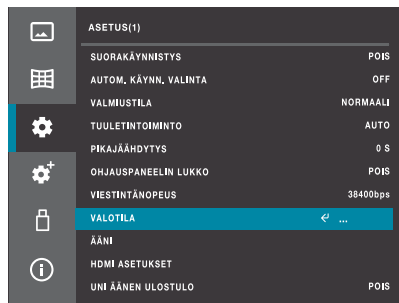 ASETUS(1)
SUORAKÄYNNISTYS POIS
AUTOM. KÄYNN. VALINTA OFF
VALMIUSTILA NORMAALI
TUULETINTOIMINTO AUTO
PIKAJÄÄHDYTYS 0 S
OHJAUSPANEELIN LUKKO POIS
VIESTINTÄNOPEUS 38400bps
VALOTILA ...
ÄÄNI
HDMI ASETUKSET
UNI ÄÄNEN ULOSTULO POIS